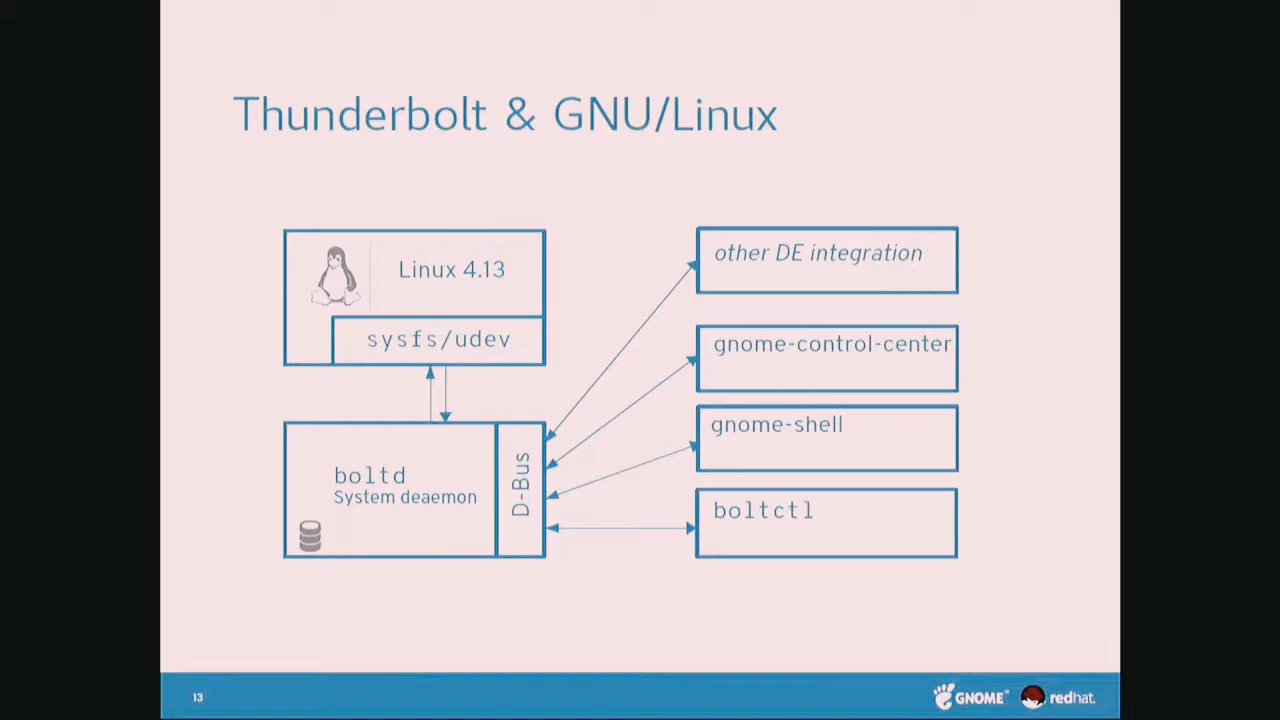 Thunderbolt & GNU/Linux
Linux 4.13
sysfs/udev
boltd
System deaemon
D-Bus
other DE integration
gnome-control-center
gnome-shell
boltctl
13
GNOME™
redhat.